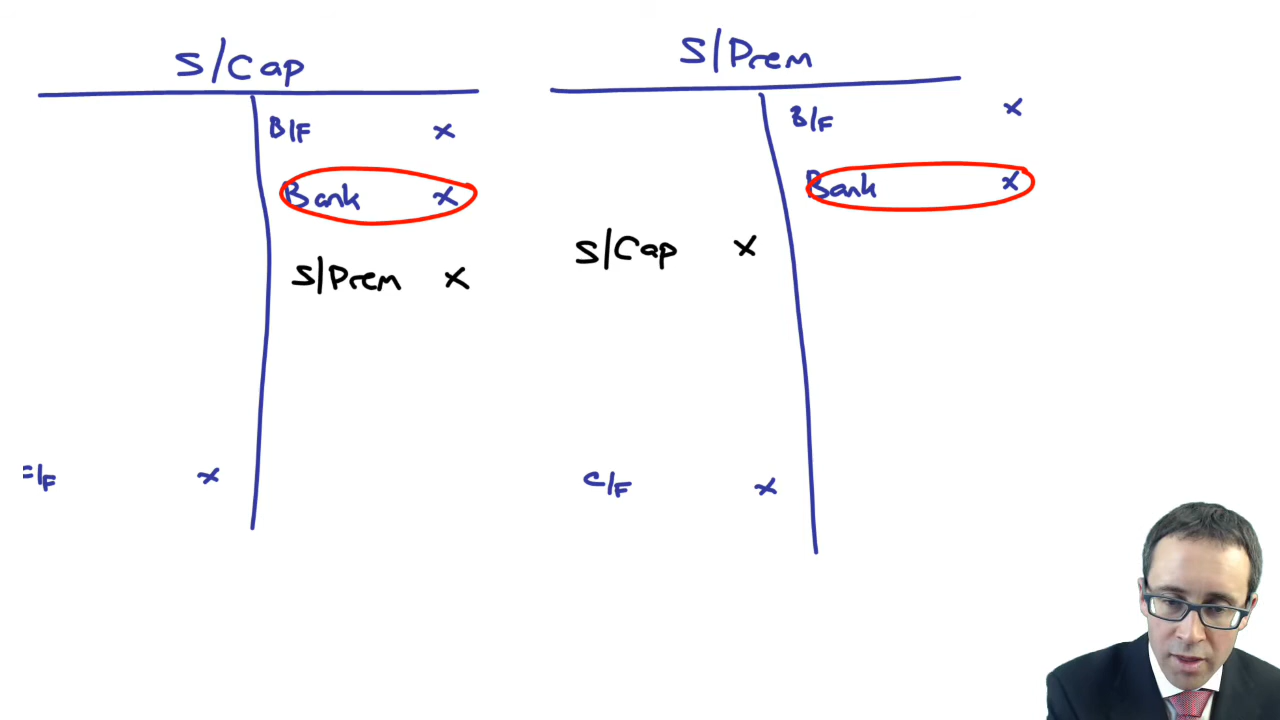 S/Cap
B/F x
Bank x
S/Prem x
C/F x
S/Prem
B/F x
Bank x
S/Cap x
C/F x